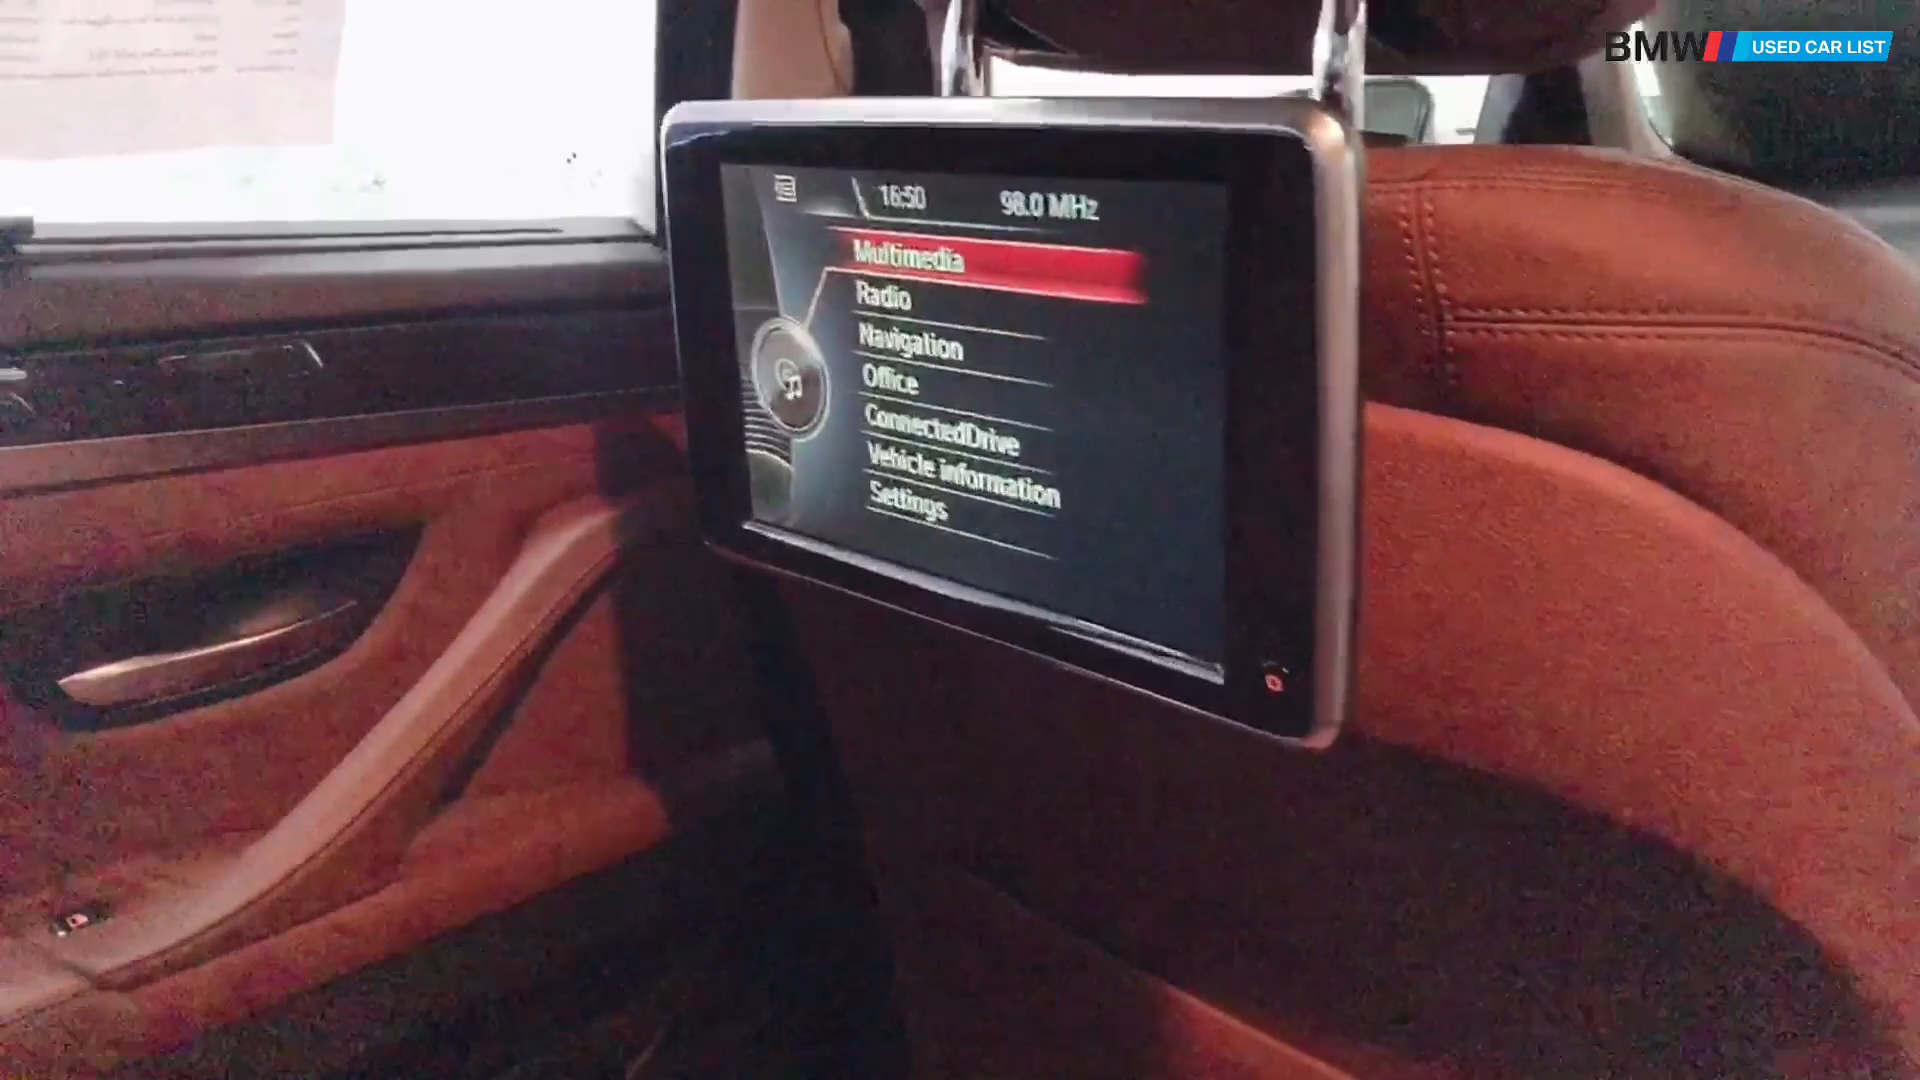 BMW USED CAR LIST
16:50 98.0 MHz
Multimedia
Radio
Navigation
Office
ConnectedDrive
Vehicle information
Settings